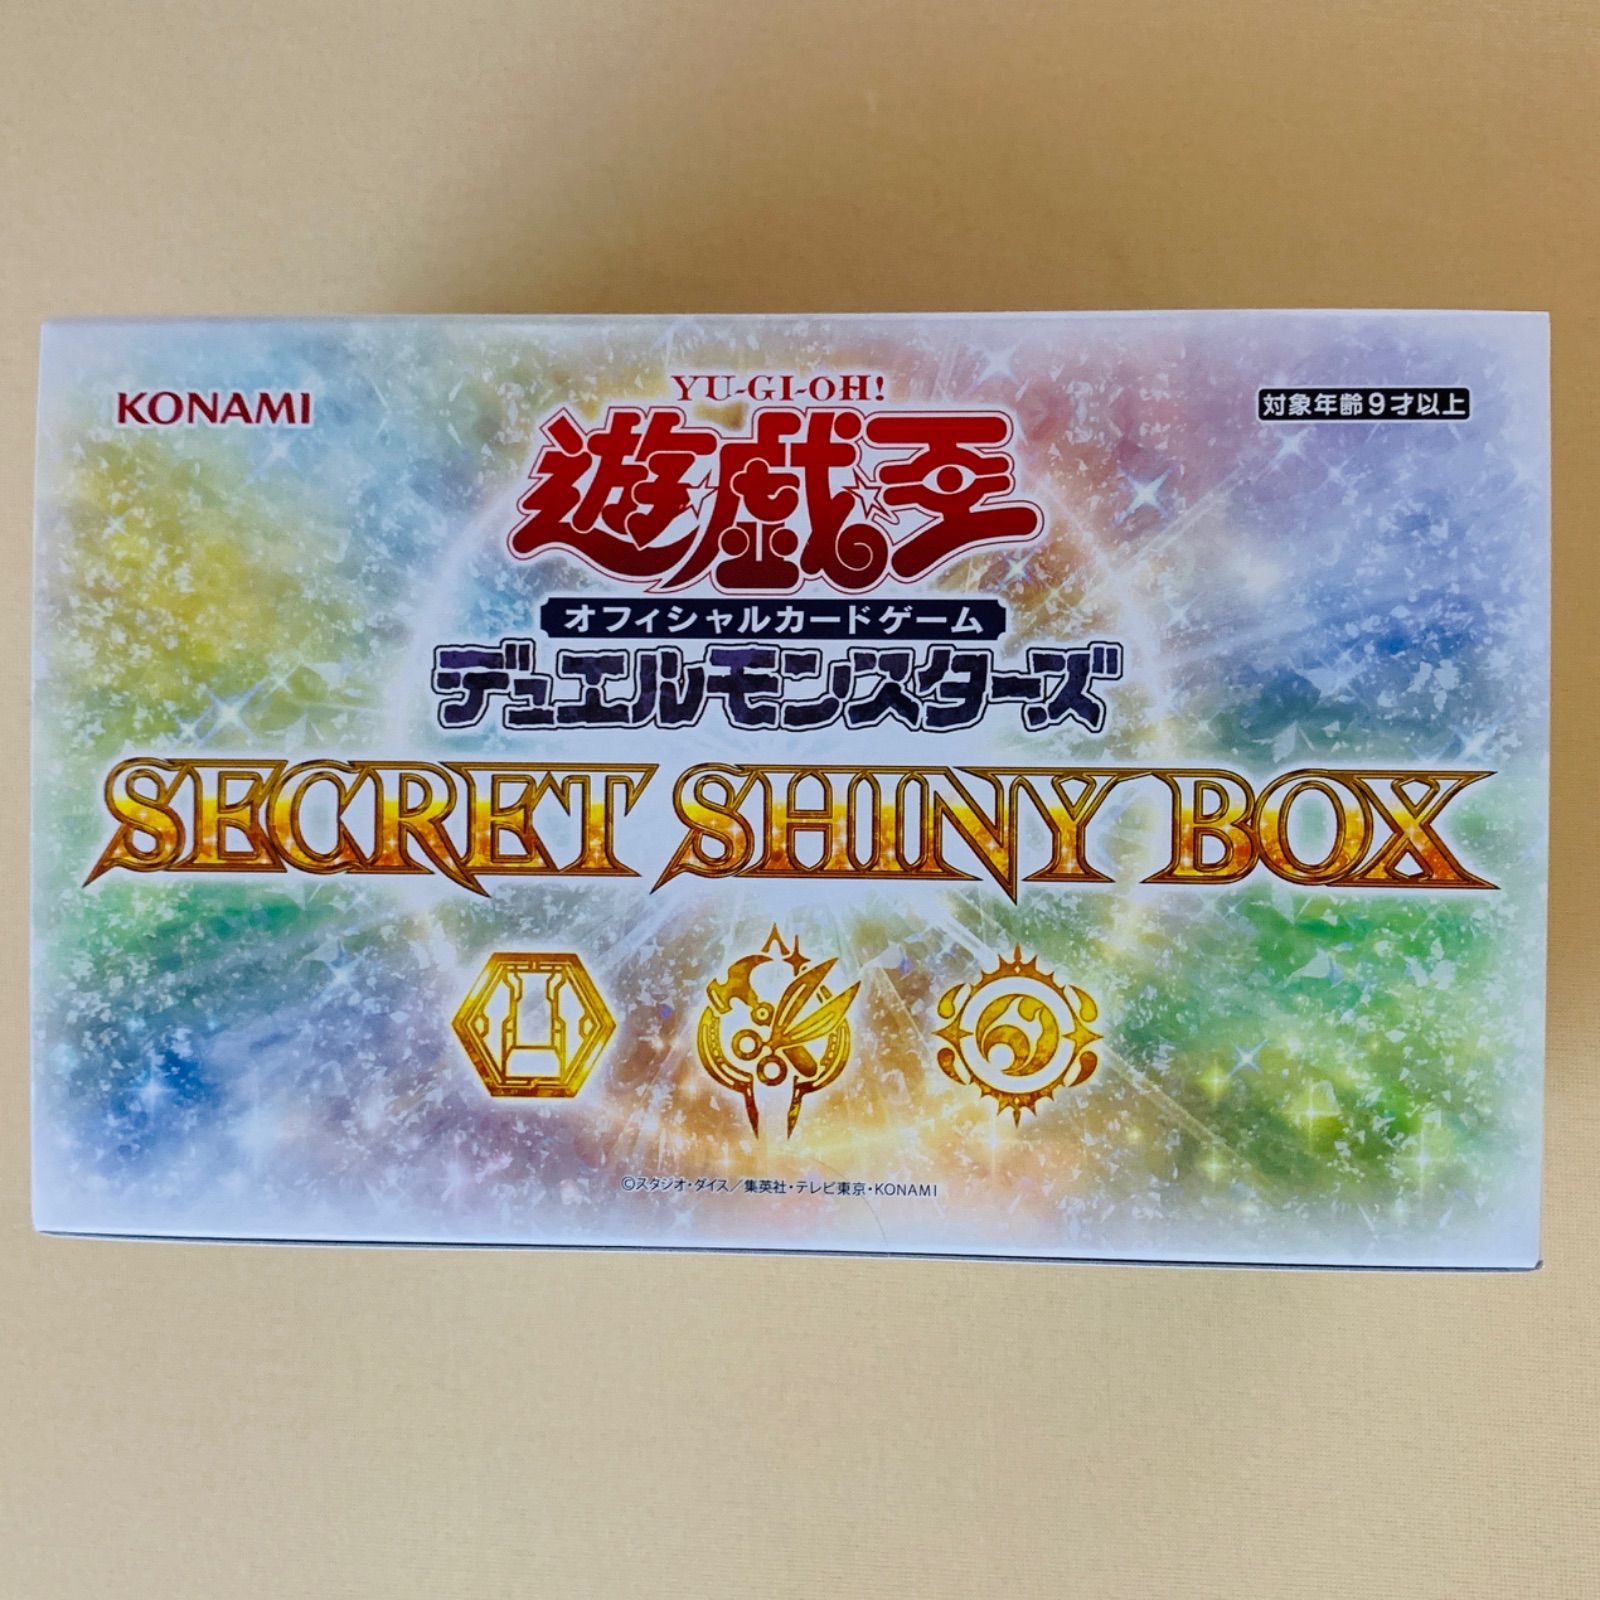 KONAMI
YU-GI-OH!
対象年齢9才以上
遊☆戯☆王
オフィシャルカードゲーム
デュエルモンスターズ
SECRET SHINY BOX
©スタジオ・ダイス/集英社・テレビ東京・KONAMI